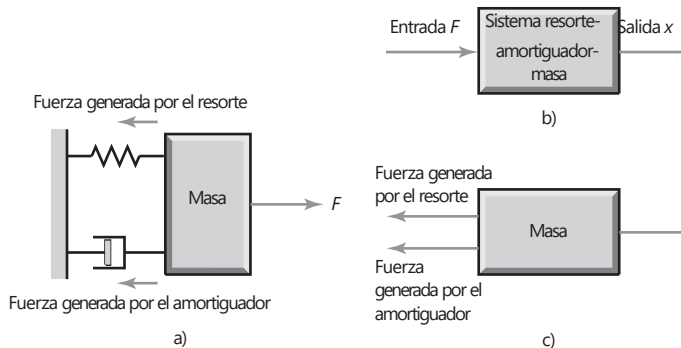 Fuerza generada por el resorte
Masa
F
Fuerza generada por el amortiguador
a)
Entrada F
Sistema resorte-
amortiguador-
masa
Salida x
b)
Fuerza generada
por el resorte
Masa
Fuerza
generada por el
amortiguador
c)